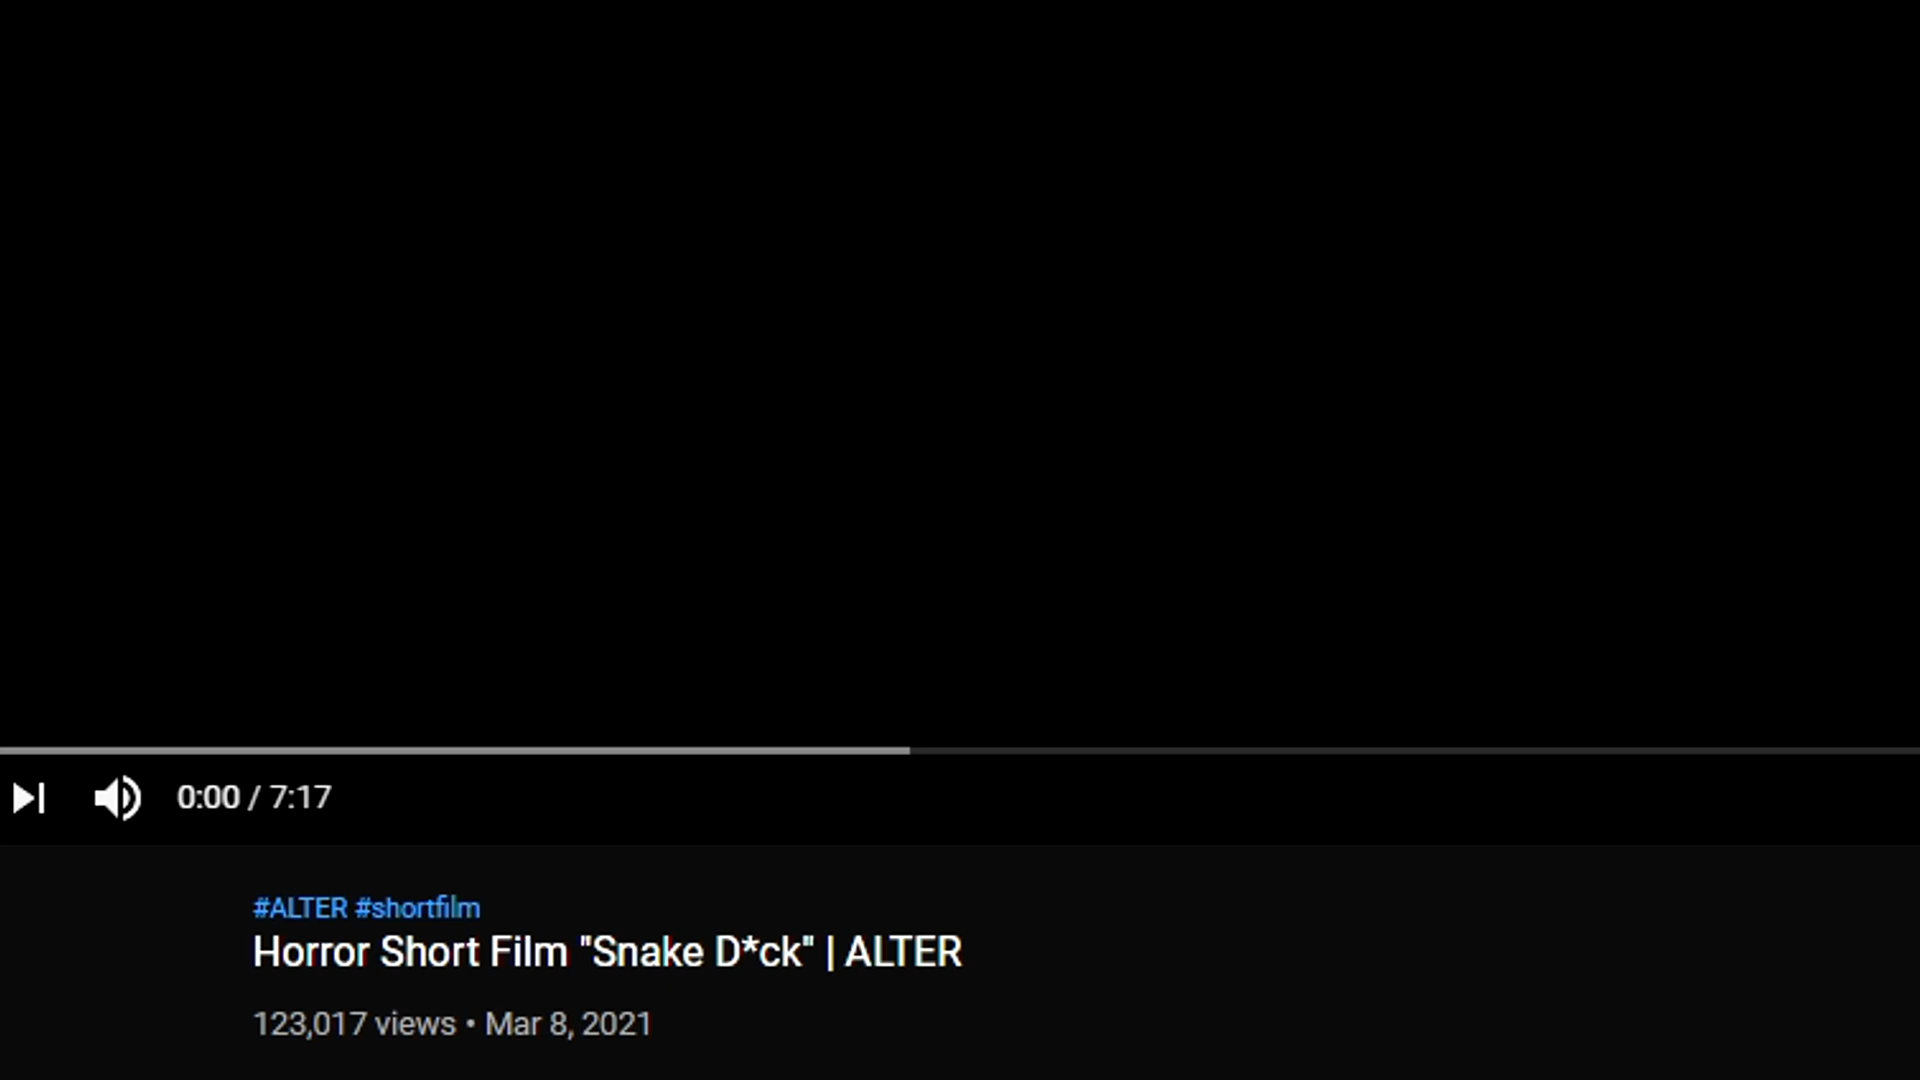 0:00 / 7:17
#ALTER #shortfilm
Horror Short Film "Snake D*ck" | ALTER
123,017 views • Mar 8, 2021